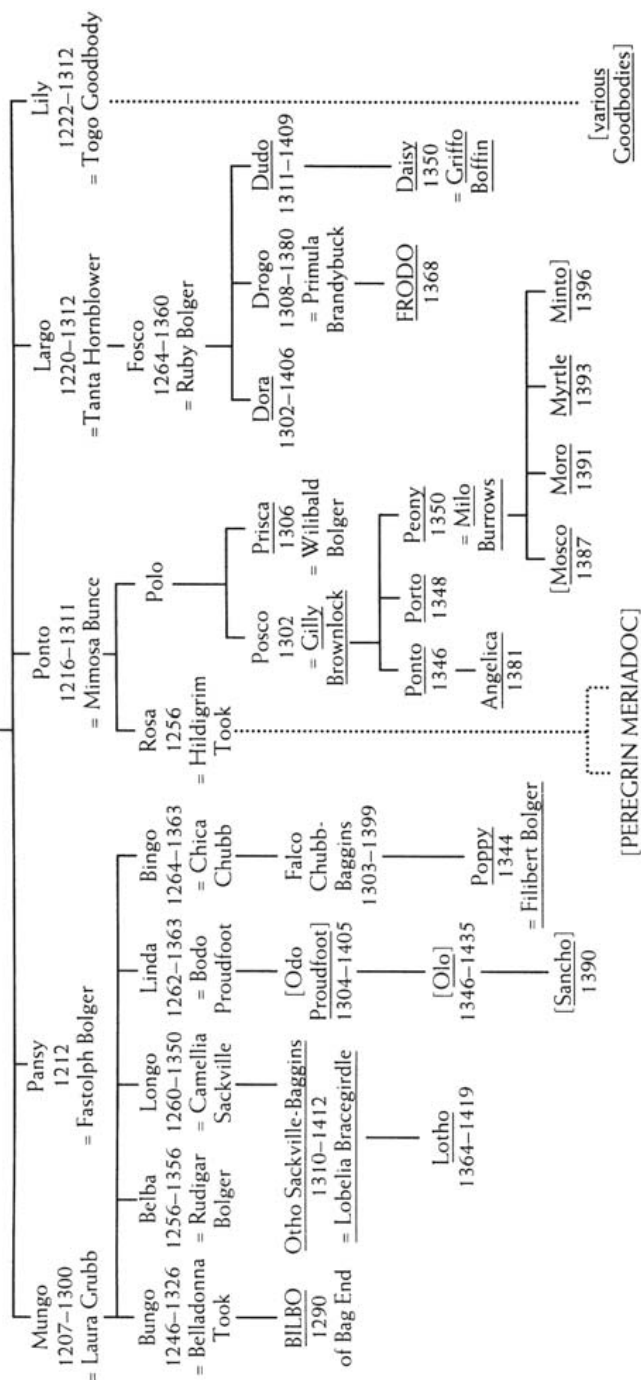 Mungo
1207–1300
= Laura Grubb
Pansy
1212
= Fastolph Bolger
Ponto
1216–1311
= Mimosa Bunce
Largo
1220–1312
=Tanta Hornblower
Lily
1222–1312
= Togo Goodbody
Bungo
1246–1326
= Belladonna
Took
Belba
1256–1356
= Rudigar
Bolger
Longo
1260–1350
= Camellia
Sackville
Linda
1262–1363
= Bodo
Proudfoot
Bingo
1264–1363
= Chica
Chubb
Rosa
1256
= Hildigrim
Took
Polo
Fosco
1264–1360
= Ruby Bolger
BILBO
1290
of Bag End
Otho Sackville-Baggins
1310–1412
= Lobelia Bracegirdle
[Odo
Proudfoot]
1304–1405
Falco
Chubb-
Baggins
1303–1399
Posco
1302
= Gilly
Brownlock
Prisca
1306
= Wilibald
Bolger
Dora
1302–1406
Drogo
1308–1380
= Primula
Brandybuck
Dudo
1311–1409
Lotho
1364–1419
[Olo]
1346–1435
Poppy
1344
= Filibert Bolger
Ponto
1346
Porto
1348
Peony
1350
= Milo
Burrows
FRODO
1368
Daisy
1350
= Griffo
Boffin
[Sancho]
1390
Angelica
1381
[Mosco
1387
Moro
1391
Myrtle
1393
Minto]
1396
[PEREGRIN MERIADOC]
[various
Goodbodies]